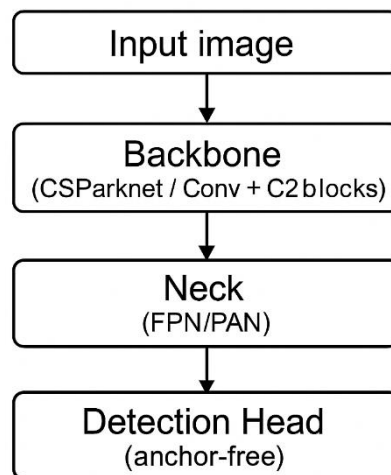 Input image
Backbone
(CSParknet / Conv + C2 blocks)
Neck
(FPN/PAN)
Detection Head
(anchor-free)